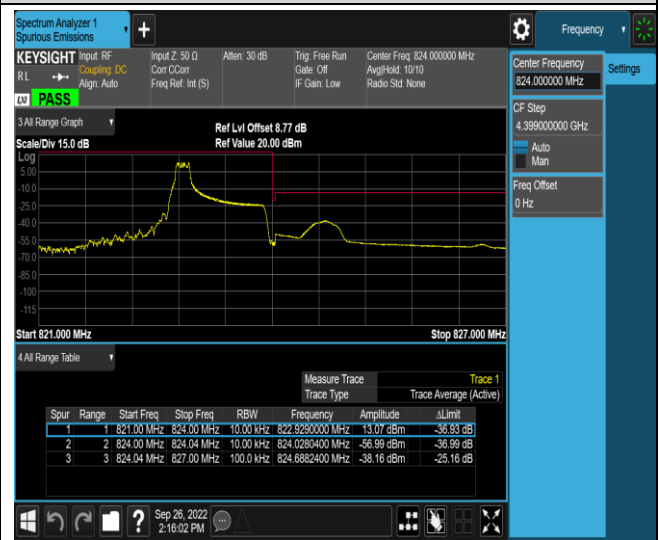 Spectrum Analyzer 1
Spurious Emissions
+
Frequency
KEYSIGHT Input: RF Input Z: 50 Ω Atten: 30 dB Trig: Free Run Center Freq: 824.000000 MHz
RL Coupling: DC Corr CCorr Gate: Off Avg|Hold: 10/10
Align: Auto Freq Ref: Int (S) IF Gain: Low Radio Std: None
LXI PASS
Center Frequency
824.000000 MHz
Settings
CF Step
4.399000000 GHz
Auto
Man
Freq Offset
0 Hz
3 All Range Graph
Ref Lvl Offset 8.77 dB
Scale/Div 15.0 dB Ref Value 20.00 dBm
Log
5.00
-10.0
-25.0
-40.0
-55.0
-70.0
-85.0
-100
-115
Start 821.000 MHz Stop 827.000 MHz
4 All Range Table
Measure Trace Trace 1
Trace Type Trace Average (Active)
Spur Range Start Freq Stop Freq RBW Frequency Amplitude ΔLimit
1 1 821.00 MHz 824.00 MHz 10.00 kHz 822.9290000 MHz 13.07 dBm -36.93 dB
2 2 824.00 MHz 824.04 MHz 10.00 kHz 824.0280400 MHz -56.99 dBm -36.99 dB
3 3 824.04 MHz 827.00 MHz 100.0 kHz 824.6882400 MHz -38.16 dBm -25.16 dB
? Sep 26, 2022
2:16:02 PM